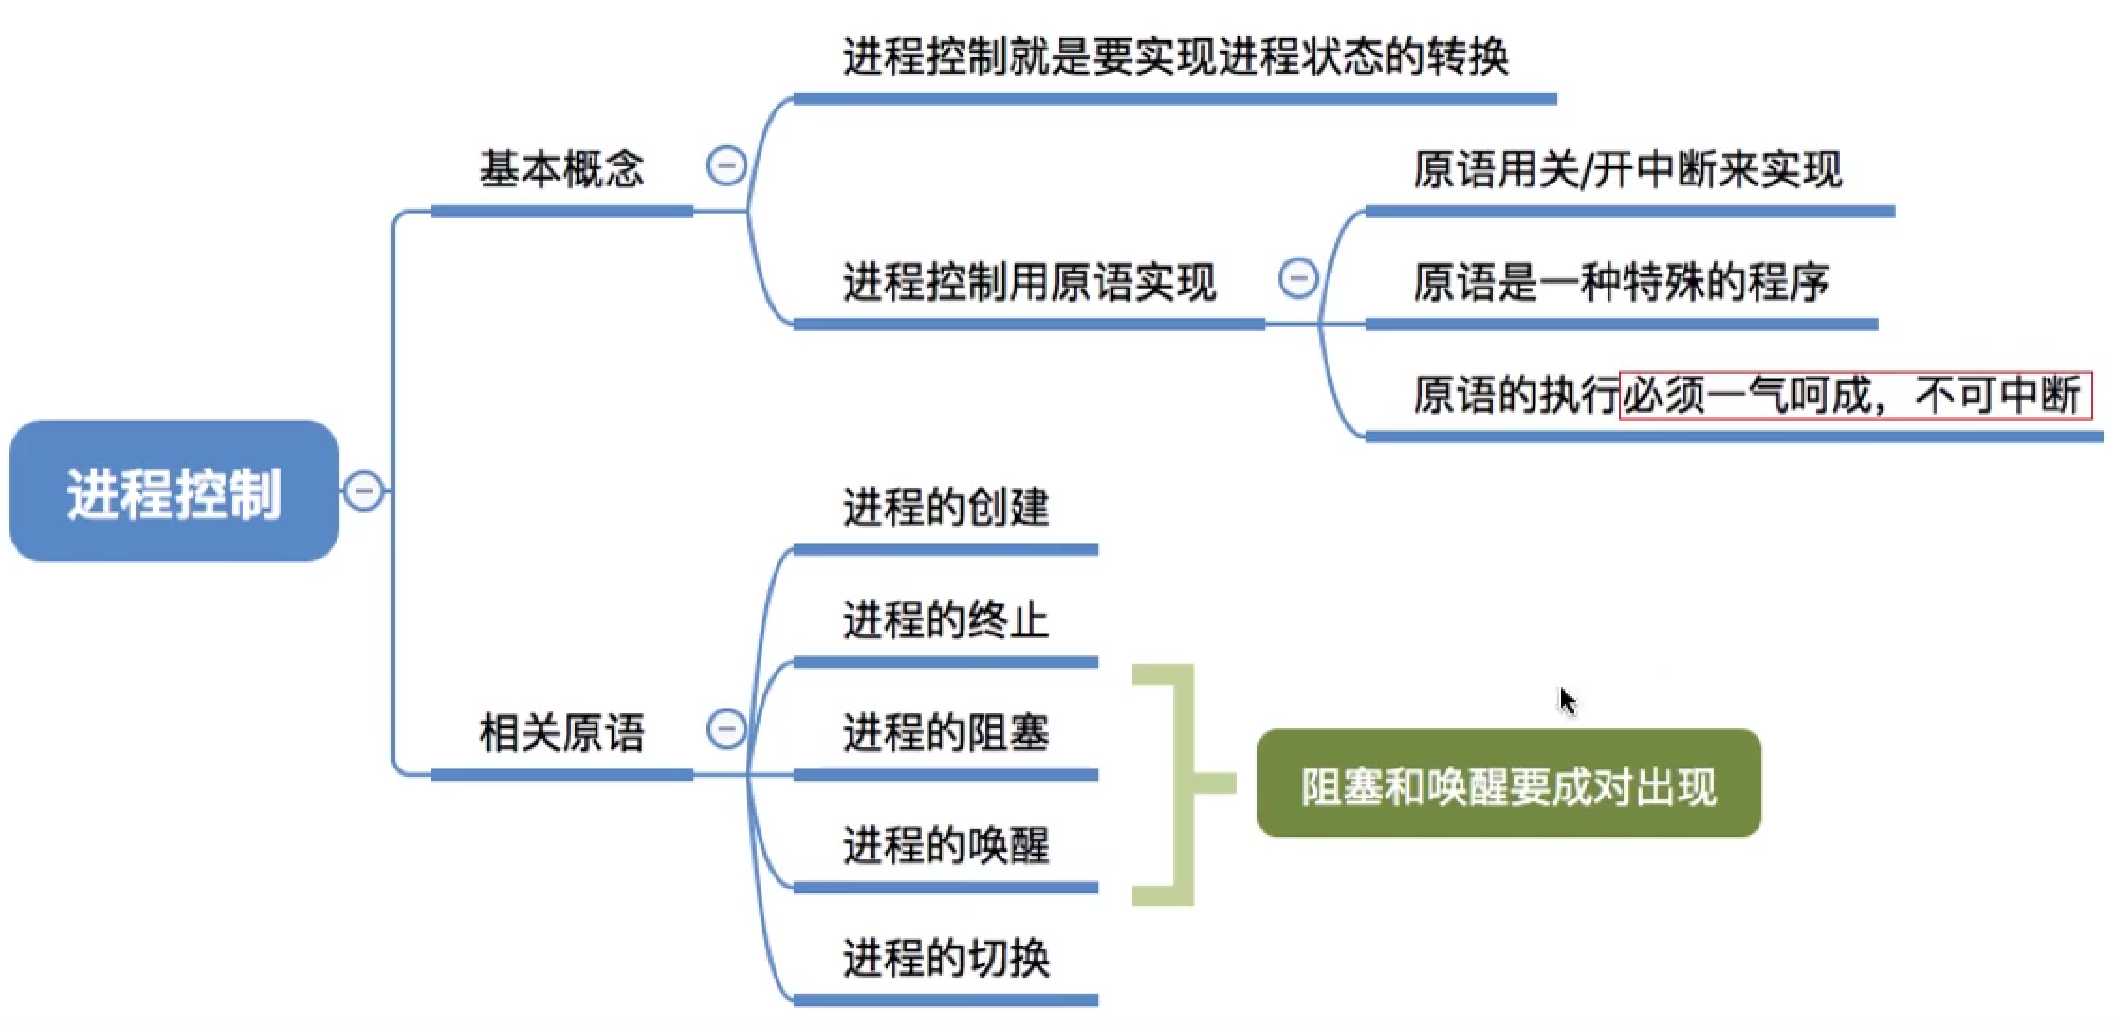 进程控制
基本概念
进程控制就是要实现进程状态的转换
进程控制用原语实现
原语用关/开中断来实现
原语是一种特殊的程序
原语的执行必须一气呵成，不可中断
相关原语
进程的创建
进程的终止
进程的阻塞
进程的唤醒
进程的切换
阻塞和唤醒要成对出现